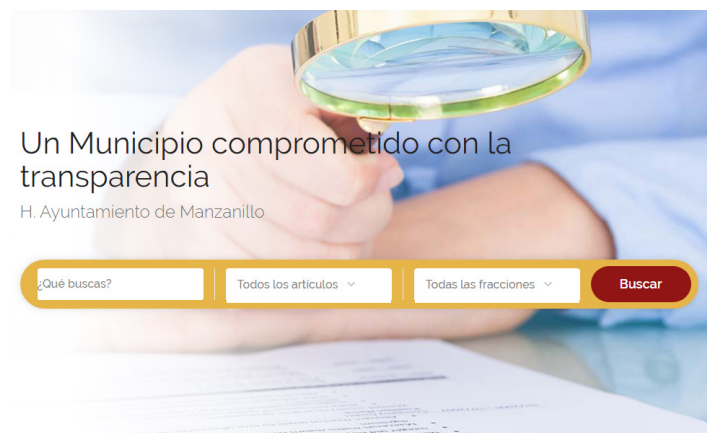 Un Municipio comprometido con la
transparencia
H. Ayuntamiento de Manzanillo
¿Qué buscas?
Todos los artículos
Todas las fracciones
Buscar